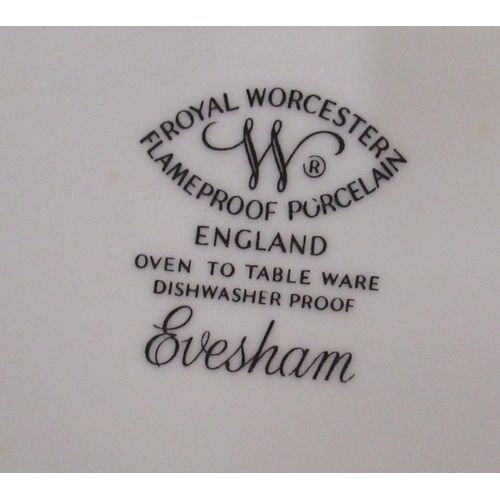 ROYAL WORCESTER
W ®
FLAMEPROOF PORCELAIN
ENGLAND
OVEN TO TABLE WARE
DISHWASHER PROOF
Evesham